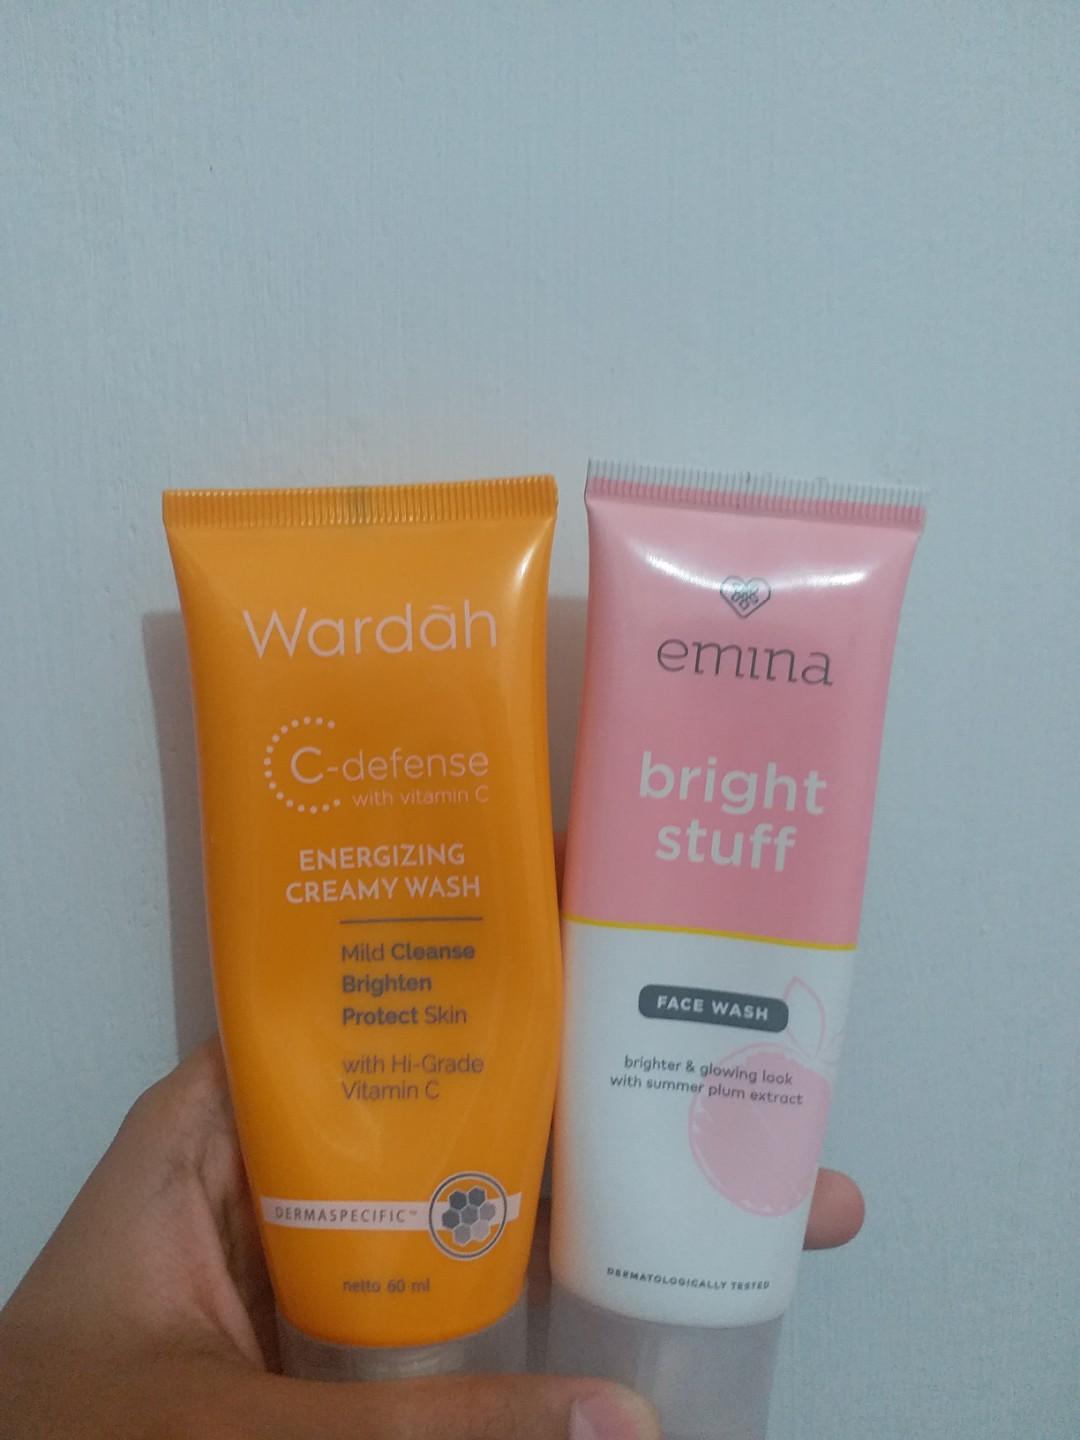 Wardāh
C-defense
with vitamin C
ENERGIZING
CREAMY WASH
Mild Cleanse
Brighten
Protect Skin
with Hi-Grade
Vitamin C
DERMASPECIFIC™
netto 60 ml
emina
bright
stuff
FACE WASH
brighter & glowing look
with summer plum extract
DERMATOLOGICALLY TESTED